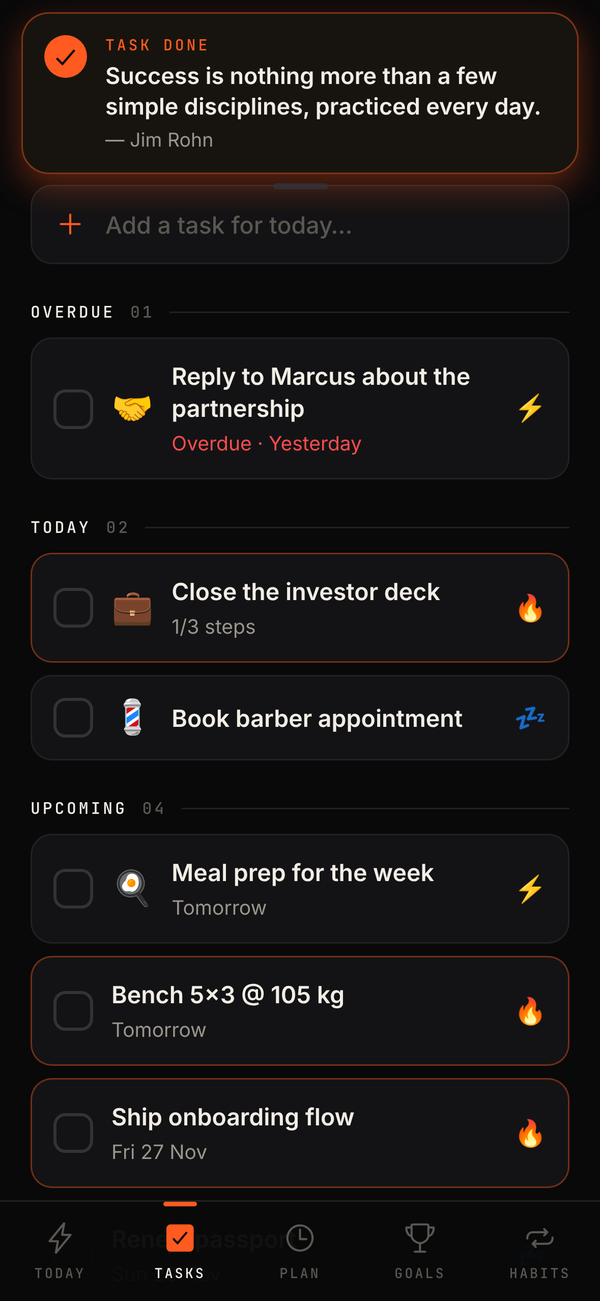 TASK DONE
Success is nothing more than a few
simple disciplines, practiced every day.
— Jim Rohn
Add a task for today...
OVERDUE 01
Reply to Marcus about the
partnership
Overdue · Yesterday
TODAY 02
Close the investor deck
1/3 steps
Book barber appointment
UPCOMING 04
Meal prep for the week
Tomorrow
Bench 5×3 @ 105 kg
Tomorrow
Ship onboarding flow
Fri 27 Nov
TODAY
TASKS
PLAN
GOALS
HABITS